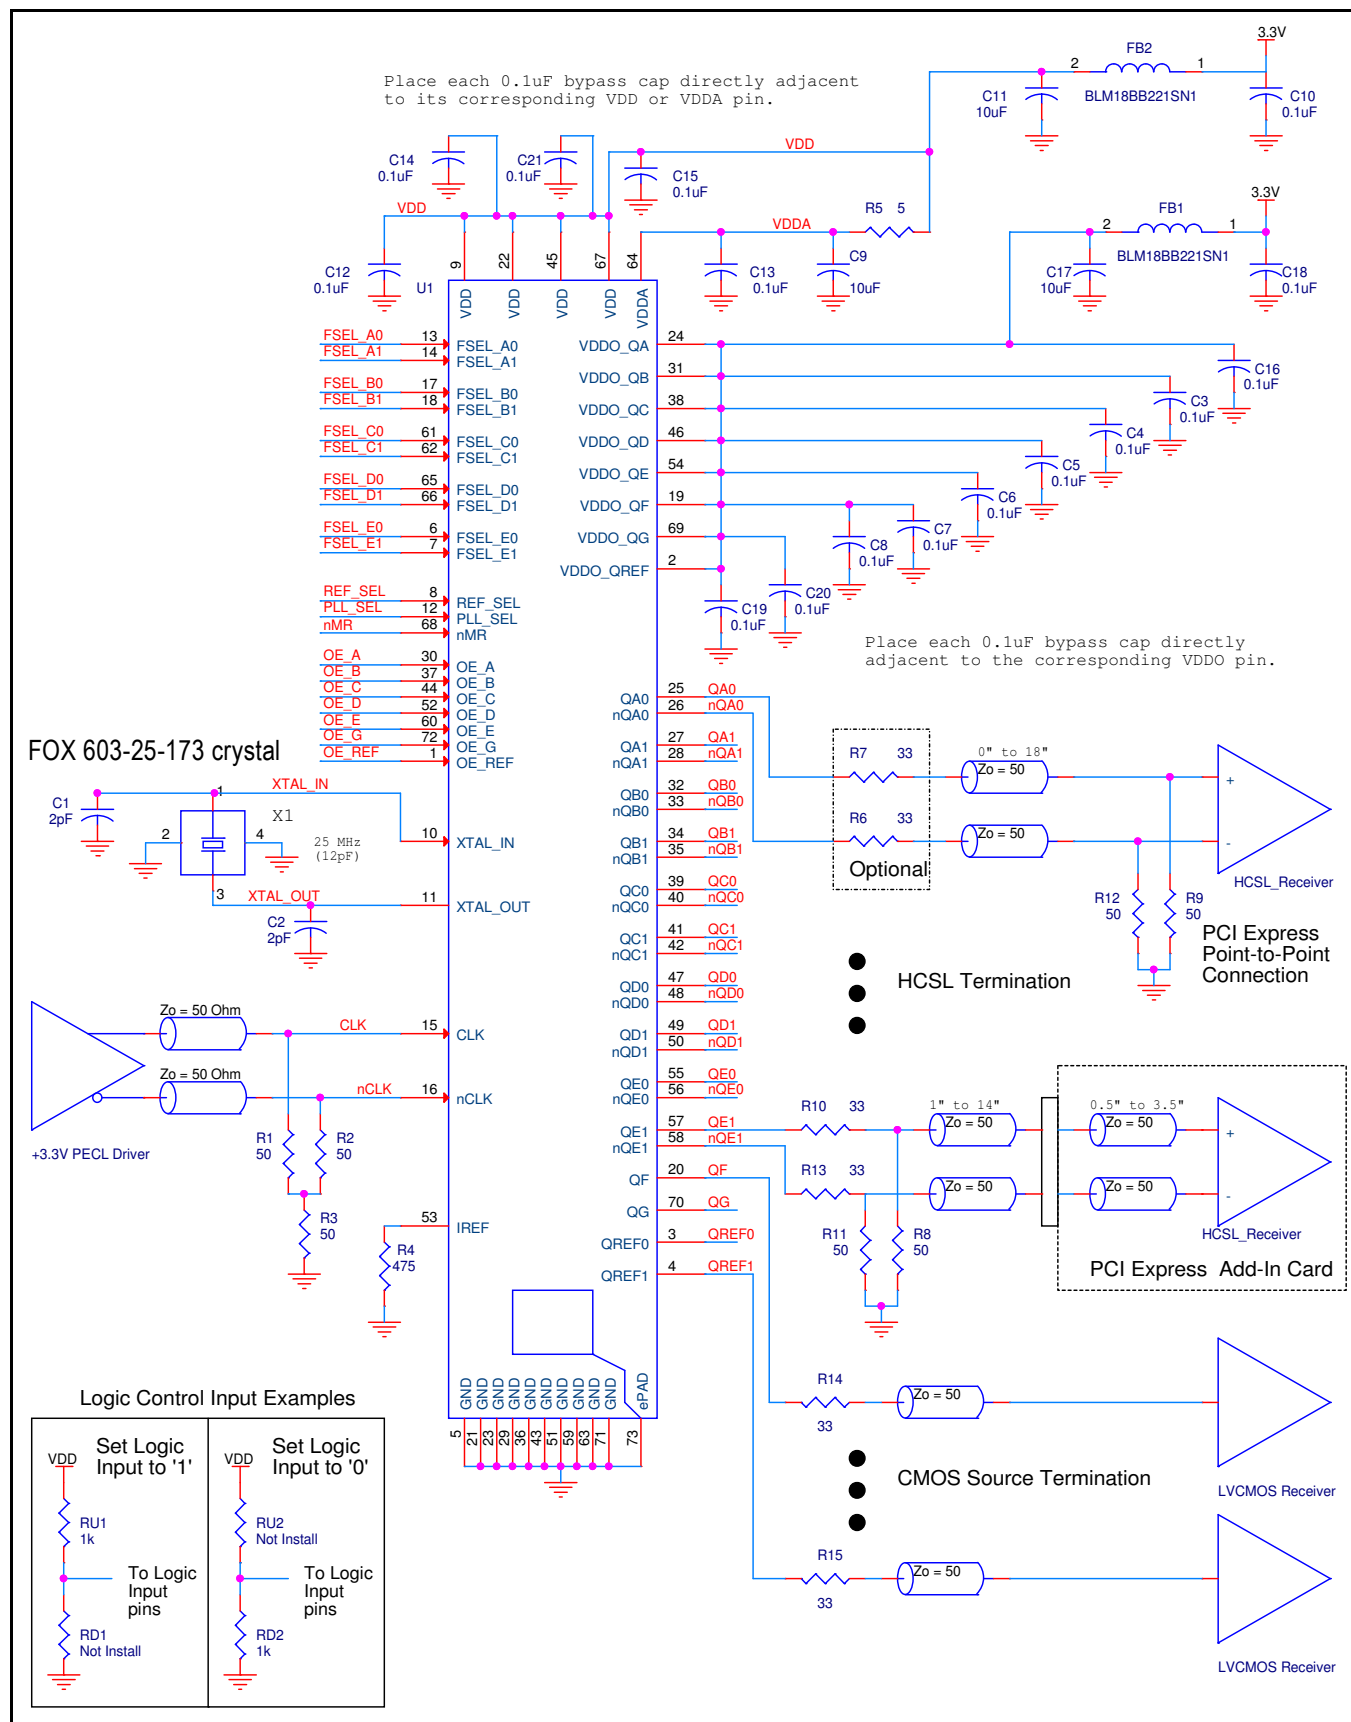 Place each 0.1uF bypass cap directly adjacent
to its corresponding VDD or VDDA pin.
3.3V
FB2
2
1
BLM18BB221SN1
C11
10uF
C10
0.1uF
C14
0.1uF
C21
0.1uF
VDD
C15
0.1uF
3.3V
FB1
2
1
BLM18BB221SN1
C17
10uF
C18
0.1uF
VDD
R5 5
VDDA
C12
0.1uF
C13
0.1uF
C9
10uF
U1
9
22
45
67
64
VDD
VDD
VDD
VDD
VDDA
FSEL_A0 13 FSEL_A0
FSEL_A1 14 FSEL_A1
FSEL_B0 17 FSEL_B0
FSEL_B1 18 FSEL_B1
FSEL_C0 61 FSEL_C0
FSEL_C1 62 FSEL_C1
FSEL_D0 65 FSEL_D0
FSEL_D1 66 FSEL_D1
FSEL_E0 6 FSEL_E0
FSEL_E1 7 FSEL_E1
REF_SEL 8 REF_SEL
PLL_SEL 12 PLL_SEL
nMR 68 nMR
OE_A 30 OE_A
OE_B 37 OE_B
OE_C 44 OE_C
OE_D 52 OE_D
OE_E 60 OE_E
OE_G 72 OE_G
OE_REF 1 OE_REF
VDDO_QA 24
VDDO_QB 31
VDDO_QC 38
VDDO_QD 46
VDDO_QE 54
VDDO_QF 19
VDDO_QG 69
VDDO_QREF 2
C16
0.1uF
C3
0.1uF
C4
0.1uF
C5
0.1uF
C6
0.1uF
C7
0.1uF
C8
0.1uF
C20
0.1uF
C19
0.1uF
Place each 0.1uF bypass cap directly
adjacent to the corresponding VDDO pin.
FOX 603-25-173 crystal
XTAL_IN
C1
2pF
1
2
4
3
X1
25 MHz
(12pF)
10 XTAL_IN
XTAL_OUT
11 XTAL_OUT
C2
2pF
QA0 25 QA0
nQA0 26 nQA0
QA1 27 QA1
nQA1 28 nQA1
QB0 32 QB0
nQB0 33 nQB0
QB1 34 QB1
nQB1 35 nQB1
QC0 39 QC0
nQC0 40 nQC0
QC1 41 QC1
nQC1 42 nQC1
QD0 47 QD0
nQD0 48 nQD0
QD1 49 QD1
nQD1 50 nQD1
QE0 55 QE0
nQE0 56 nQE0
QE1 57 QE1
nQE1 58 nQE1
QF 20 QF
QG 70 QG
QREF0 3 QREF0
QREF1 4 QREF1
R7 33
R6 33
Optional
0" to 18"
Zo = 50
Zo = 50
+
-
HCSL_Receiver
R12
50
R9
50
PCI Express
Point-to-Point
Connection
HCSL Termination
Zo = 50 Ohm
Zo = 50 Ohm
CLK 15 CLK
nCLK 16 nCLK
+3.3V PECL Driver
R1
50
R2
50
R3
50
53 IREF
R4
475
R10 33
R13 33
R11
50
R8
50
1" to 14"
Zo = 50
Zo = 50
0.5" to 3.5"
Zo = 50
Zo = 50
+
-
HCSL_Receiver
PCI Express Add-In Card
GND
GND
GND
GND
GND
GND
GND
GND
GND
GND
ePAD
5
21
23
29
36
43
51
59
63
71
73
R14
33
Zo = 50
LVCMOS Receiver
CMOS Source Termination
R15
33
Zo = 50
LVCMOS Receiver
Logic Control Input Examples
Set Logic
Input to '1'
VDD
RU1
1k
To Logic
Input
pins
RD1
Not Install
Set Logic
Input to '0'
VDD
RU2
Not Install
To Logic
Input
pins
RD2
1k